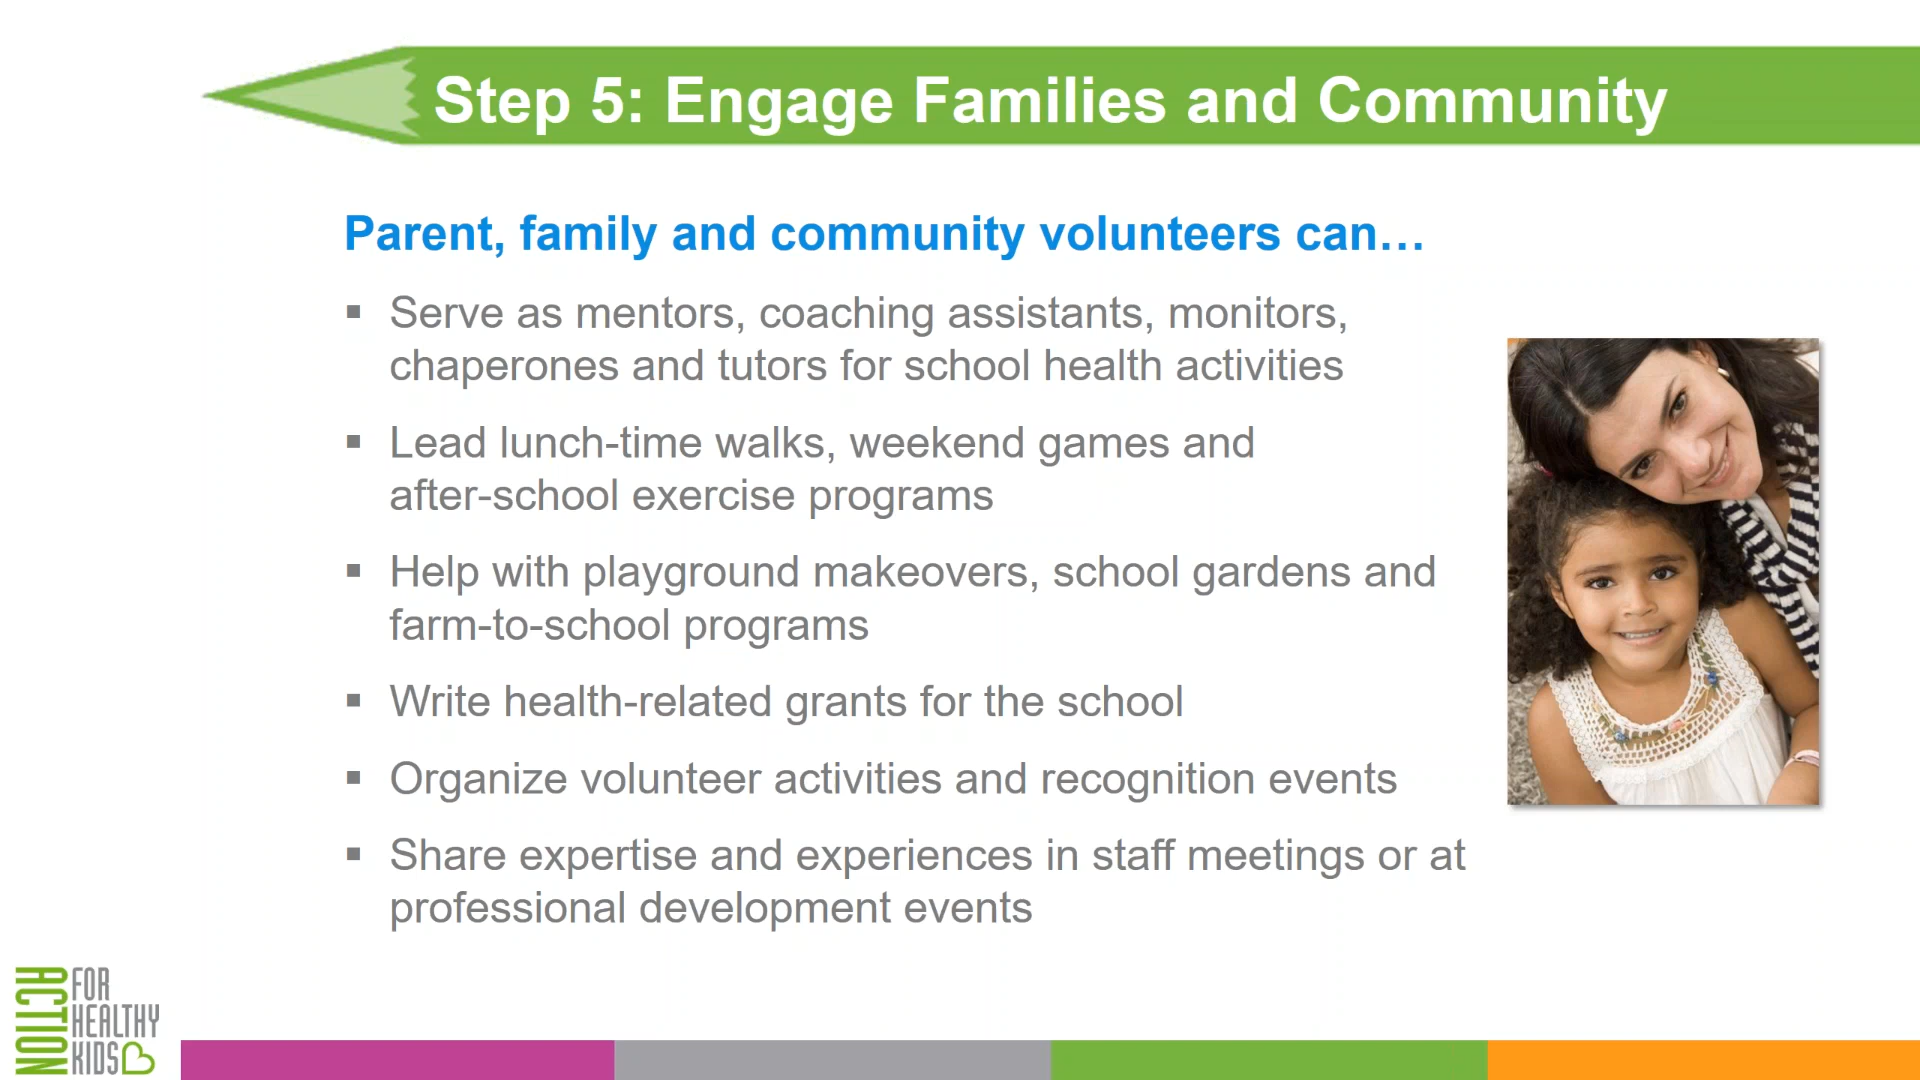 Step 5: Engage Families and Community
Parent, family and community volunteers can…
▪ Serve as mentors, coaching assistants, monitors,
chaperones and tutors for school health activities
▪ Lead lunch-time walks, weekend games and
after-school exercise programs
▪ Help with playground makeovers, school gardens and
farm-to-school programs
▪ Write health-related grants for the school
▪ Organize volunteer activities and recognition events
▪ Share expertise and experiences in staff meetings or at
professional development events
ACTION
FOR
HEALTHY
KIDS